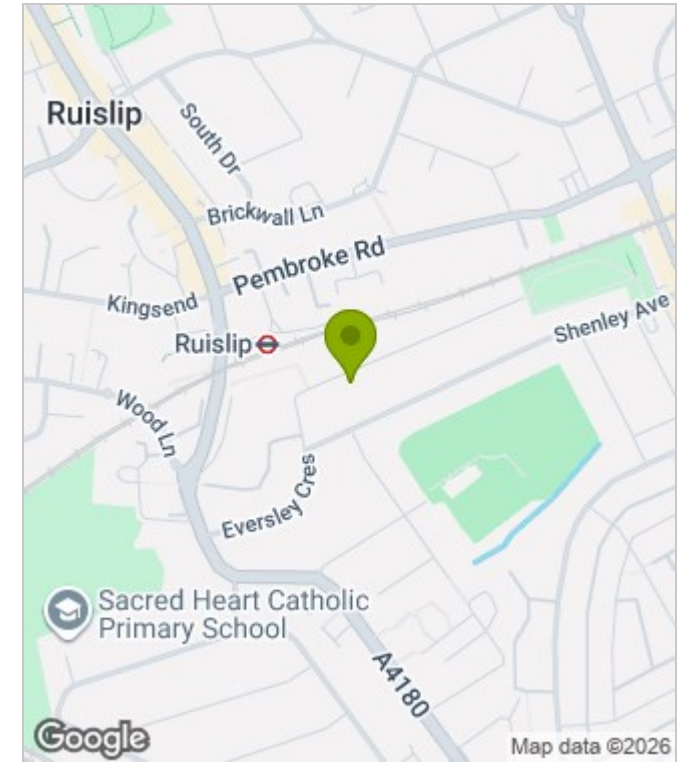 Ruislip
South Dr
Brickwall Ln
Pembroke Rd
Kingsend
Ruislip
Shenley Ave
Wood Ln
Eversley Cres
Sacred Heart Catholic
Primary School
A4180
Google
Map data ©2026